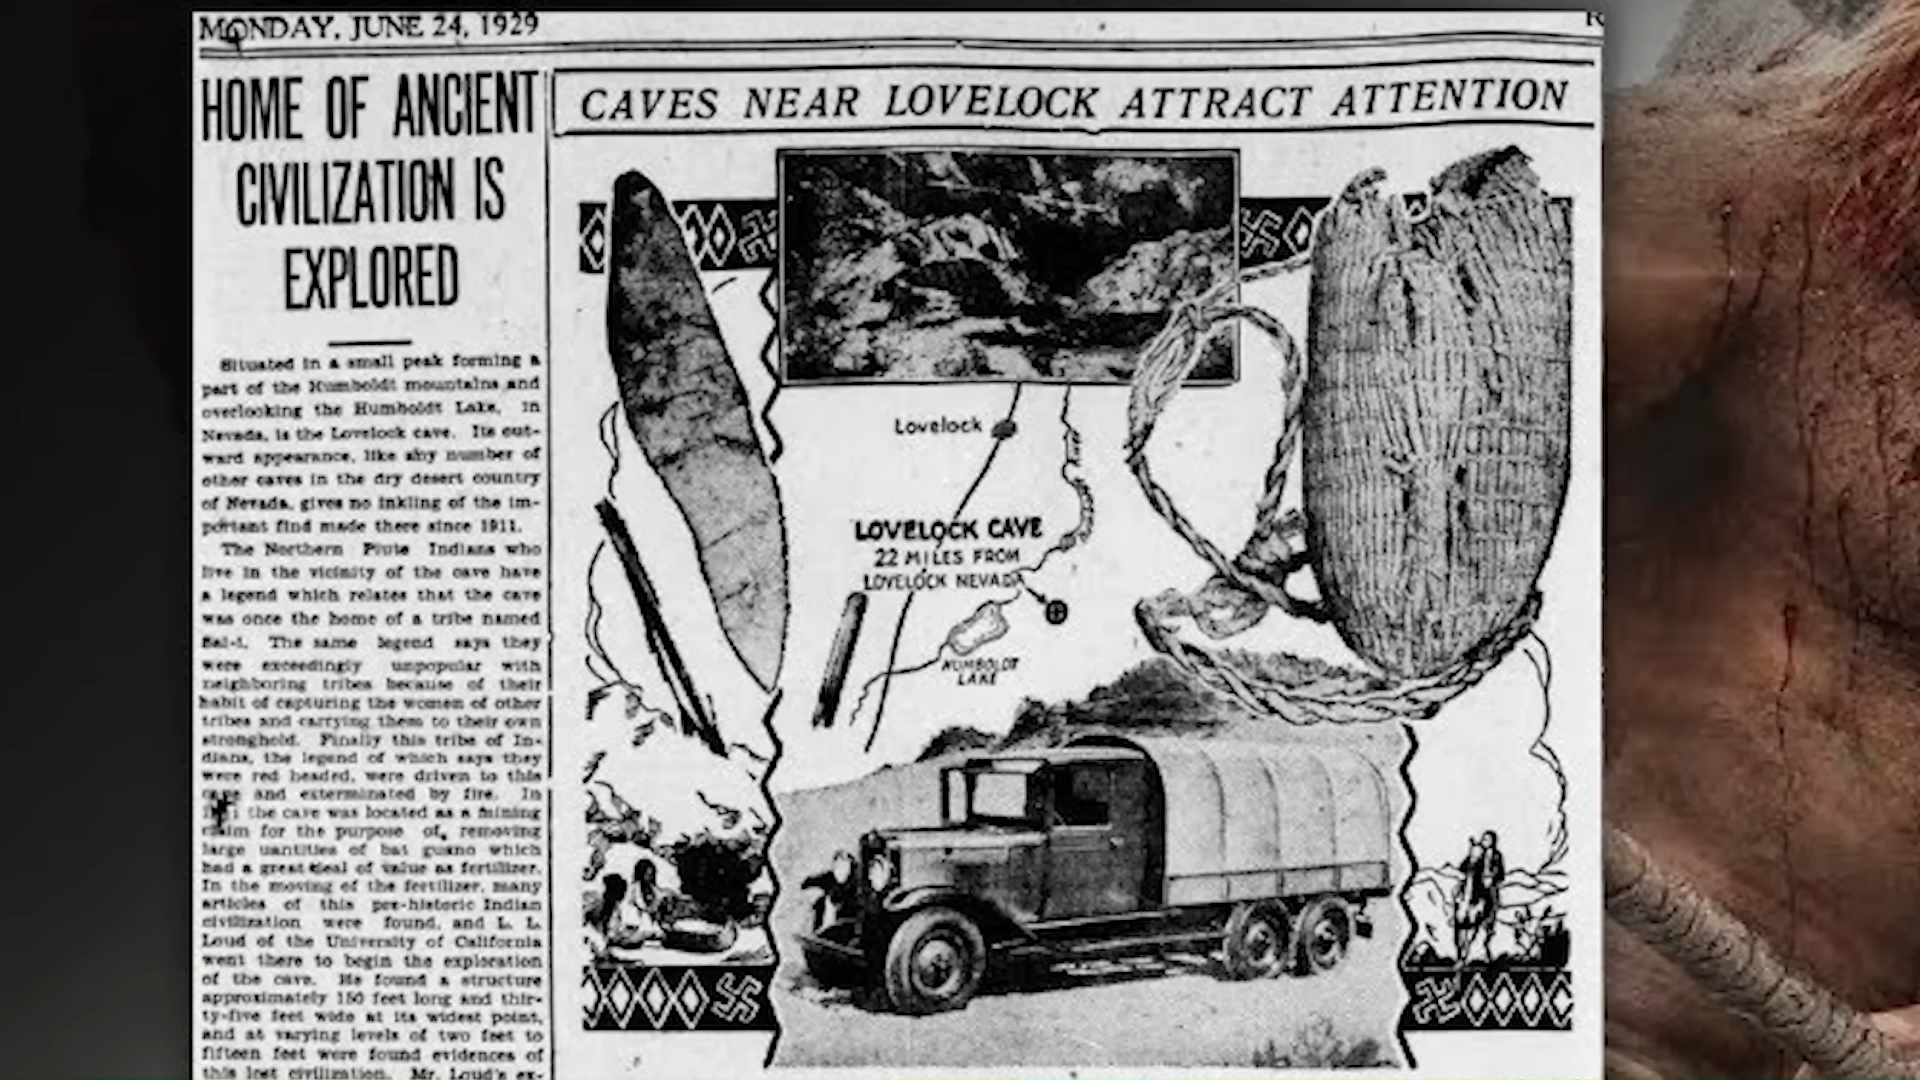 MONDAY, JUNE 24, 1929
HOME OF ANCIENT
CIVILIZATION IS
EXPLORED
Situated in a small peak forming a
part of the Humboldt mountains and
overlooking the Humboldt Lake, in
Nevada, is the Lovelock cave. Its out-
ward appearance, like any number of
other caves in the dry desert country
of Nevada, gives no inkling of the im-
portant find made there since 1911.
The Northern Piute Indians who
live in the vicinity of the cave have
a legend which relates that the cave
was once the home of a tribe named
Sai-i. The same legend says they
were exceedingly unpopular with
neighboring tribes because of their
habit of capturing the women of other
tribes and carrying them to their own
stronghold. Finally this tribe of In-
dians, the legend of which says they
were red headed, were driven to this
cave and exterminated by fire. In
the cave was located as a mining
claim for the purpose of removing
large uantities of bat guano which
had a great deal of value as fertilizer.
In the moving of the fertilizer, many
articles of this pre-historic Indian
civilization were found, and L. L.
Loud of the University of California
went there to begin the exploration
of the cave. He found a structure
approximately 150 feet long and thir-
ty-five feet wide at its widest point,
and at varying levels of two feet to
fifteen feet were found evidences of
this lost civilization. Mr. Loud's ex-
CAVES NEAR LOVELOCK ATTRACT ATTENTION
Lovelock
LOVELOCK CAVE
22 MILES FROM
LOVELOCK NEVADA
HUMBOLDT
LAKE